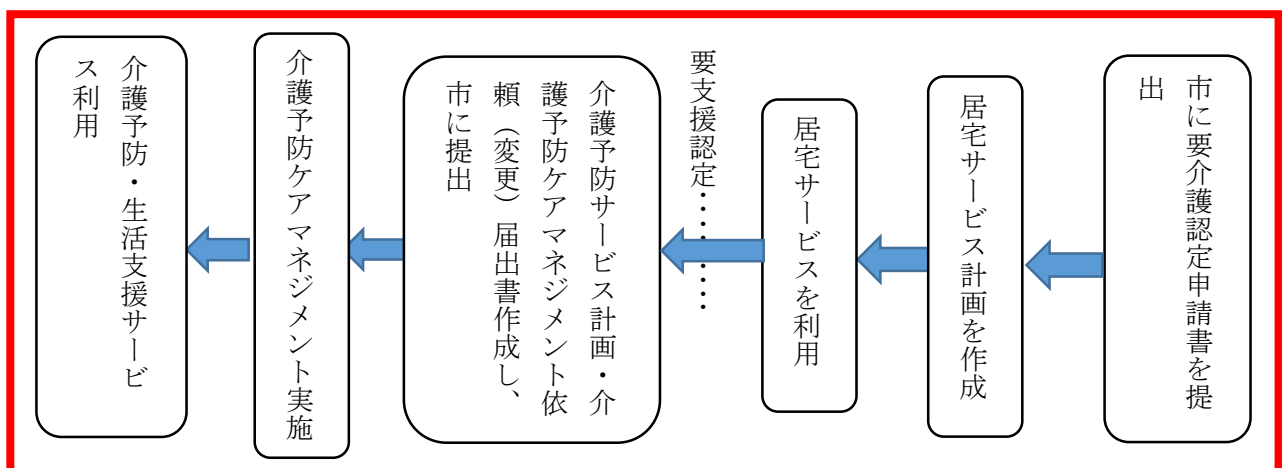 市に要介護認定申請書を提
出
居宅サービス計画を作成
居宅サービスを利用
要支援認定…………
介護予防サービス計画・介
護予防ケアマネジメント依
頼（変更）届出書作成し、
市に提出
介護予防ケアマネジメント実施
介護予防・生活支援サービ
ス利用